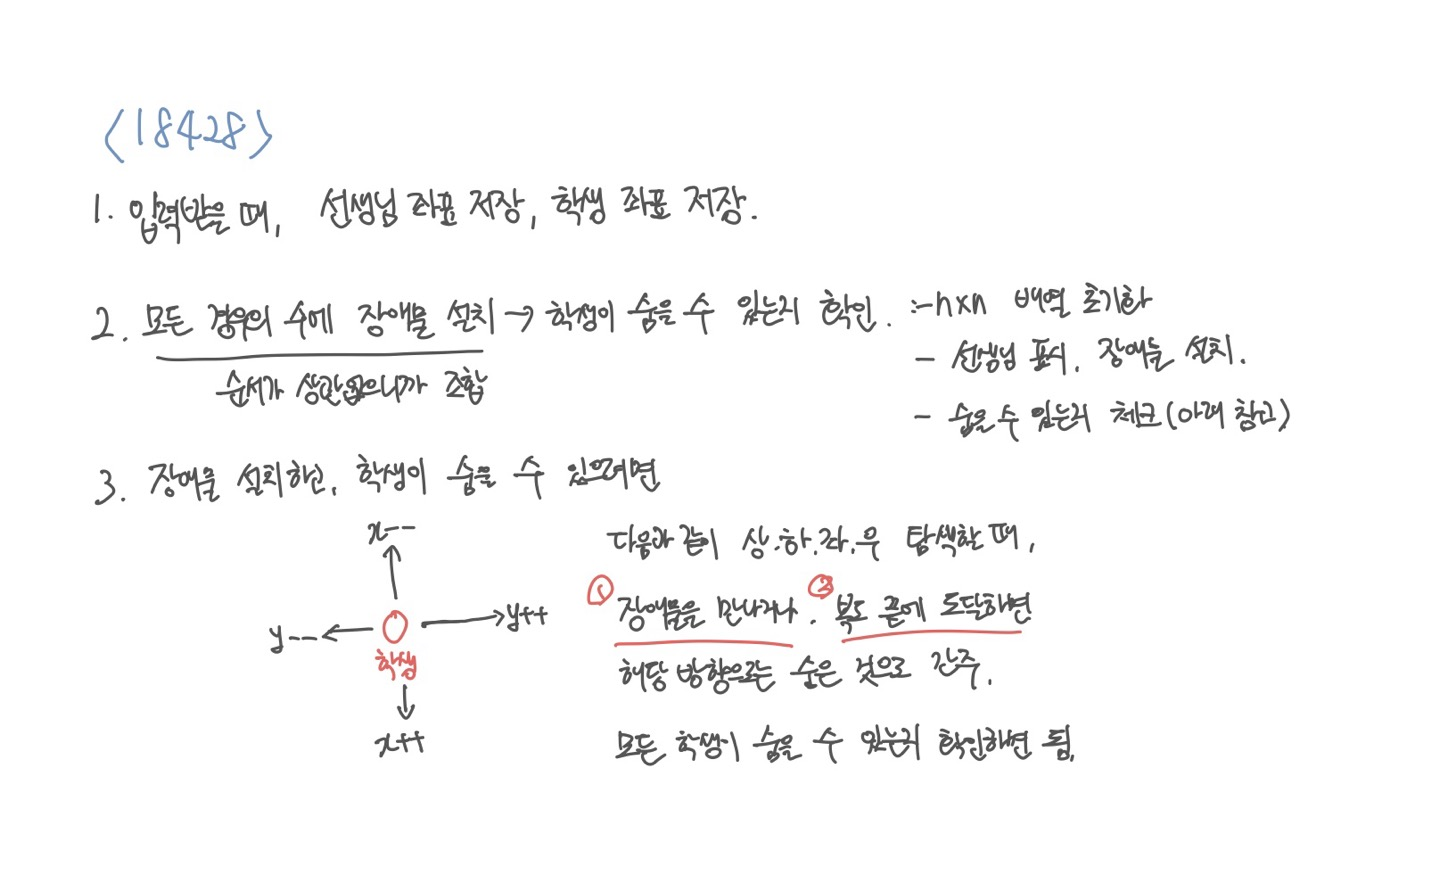 <18428>
1. 입력받을 때, 선생님 좌표 저장, 학생 좌표 저장.
2. 모든 경우의 수에 장애물 설치 → 학생이 숨을 수 있는지 확인. :- n×n 배열 초기화
순서가 상관없으니까 조합
- 선생님 표시, 장애물 설치.
- 숨을 수 있는지 체크(아래 참고)
3. 장애물 설치하고, 학생이 숨을 수 있으려면
x--
y--
y++
학생
x++
다음과 같이 상.하.좌.우 탐색할 때,
① 장애물을 만나거나. ② 복도 끝에 도달하면
해당 방향으로는 숨은 것으로 간주.
모든 학생이 숨을 수 있는지 확인하면 됨.